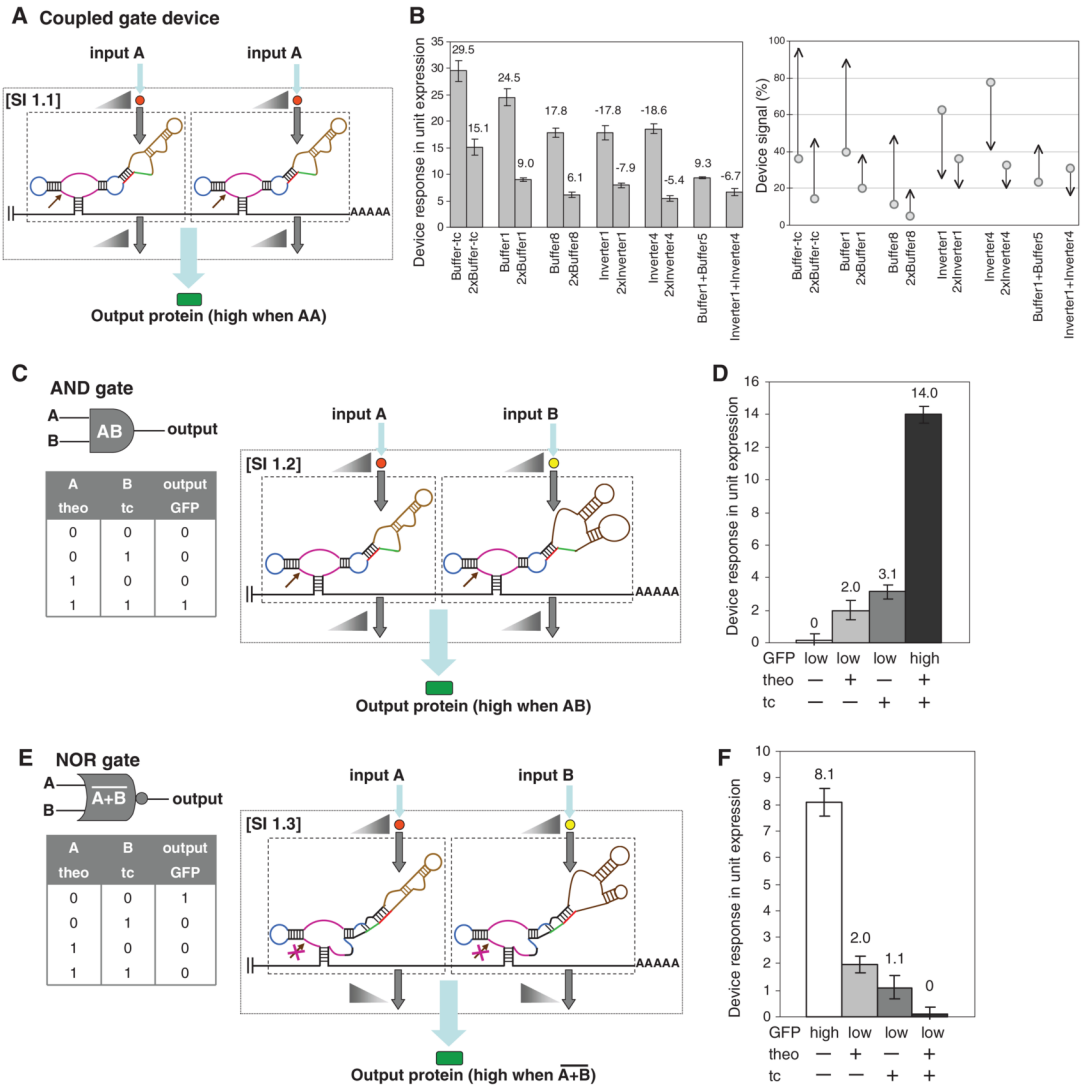 A Coupled gate device
input A
input A
[SI 1.1]
AAAAA
Output protein (high when AA)
B
Device response in unit expression
35
30
25
20
15
10
5
0
29.5
15.1
24.5
9.0
17.8
6.1
-17.8
-7.9
-18.6
-5.4
9.3
-6.7
Buffer-tc
2xBuffer-tc
Buffer1
2xBuffer1
Buffer8
2xBuffer8
Inverter1
2xInverter1
Inverter4
2xInverter4
Buffer1+Buffer5
Inverter1+Inverter4
Device signal (%)
100
80
60
40
20
0
Buffer-tc
2xBuffer-tc
Buffer1
2xBuffer1
Buffer8
2xBuffer8
Inverter1
2xInverter1
Inverter4
2xInverter4
Buffer1+Buffer5
Inverter1+Inverter4
C
AND gate
A
B
AB
output
A B output
theo tc GFP
0 0 0
0 1 0
1 0 0
1 1 1
input A
input B
[SI 1.2]
AAAAA
Output protein (high when AB)
D
Device response in unit expression
16
14
12
10
8
6
4
2
0
0
2.0
3.1
14.0
GFP low low low high
theo — + — +
tc — — + +
E
NOR gate
A
B
A+B
output
A B output
theo tc GFP
0 0 1
0 1 0
1 0 0
1 1 0
input A
input B
[SI 1.3]
AAAAA
Output protein (high when A+B)
F
Device response in unit expression
10
9
8
7
6
5
4
3
2
1
0
8.1
2.0
1.1
0
GFP high low low low
theo — + — +
tc — — + +